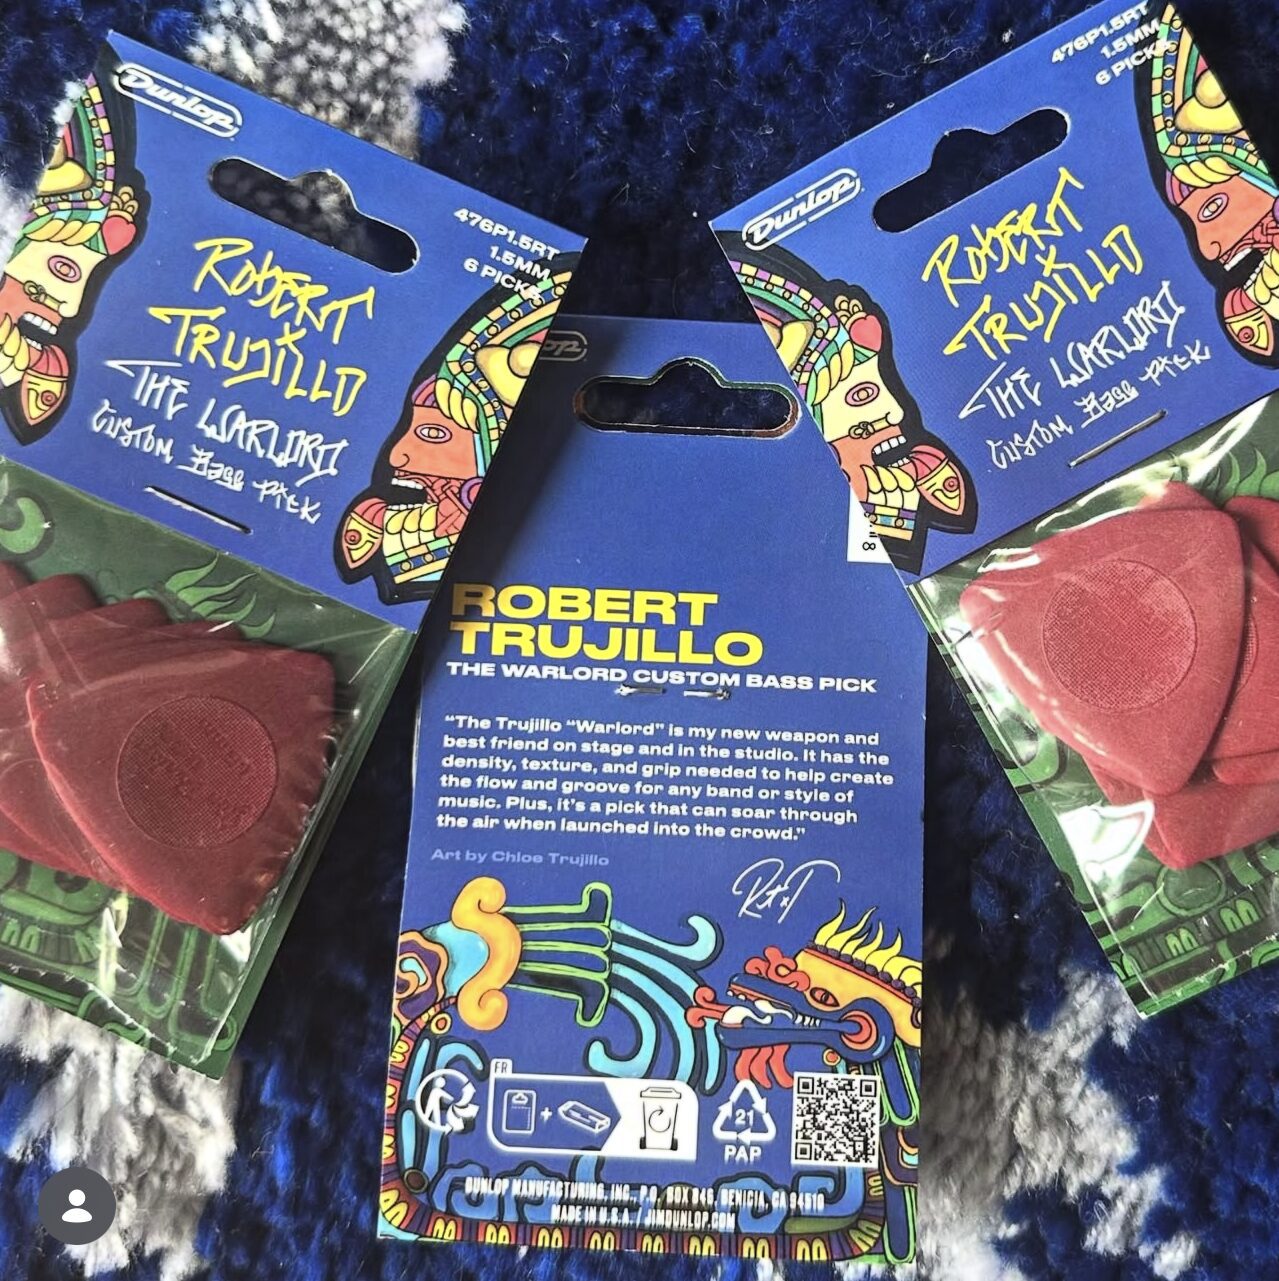 Dunlop
476P1.5RT
1.5MM
6 PICKS
ROBERT
TRUJILLO
THE WARLORD
CUSTOM Bass PICK
Dunlop
476P1.5RT
1.5MM
6 PICKS
ROBERT
TRUJILLO
THE WARLORD
CUSTOM Bass PICK
ROBERT
TRUJILLO
THE WARLORD CUSTOM BASS PICK
“The Trujillo “Warlord” is my new weapon and
best friend on stage and in the studio. It has the
density, texture, and grip needed to help create
the flow and groove for any band or style of
music. Plus, it’s a pick that can soar through
the air when launched into the crowd.”
Art by Chloe Trujillo
FR
+
21
PAP
DUNLOP MANUFACTURING, INC., P.O. BOX 846, BENICIA, CA 94510
MADE IN U.S.A. / JIMDUNLOP.COM